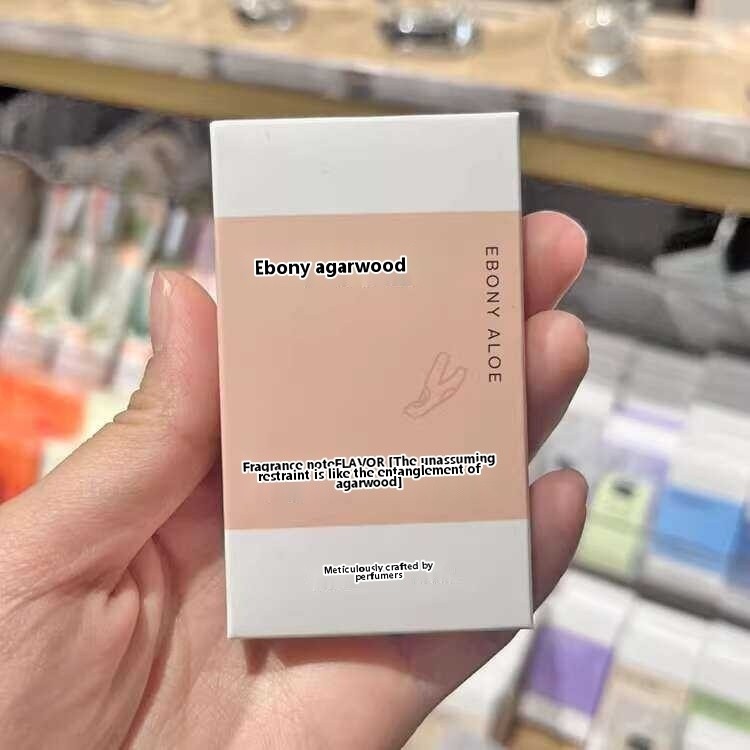 Ebony agarwood
EBONY ALOE
Fragrance noteFLAVOR [The unassuming
restraint is like the entanglement of
agarwood]
Meticulously crafted by
perfumers